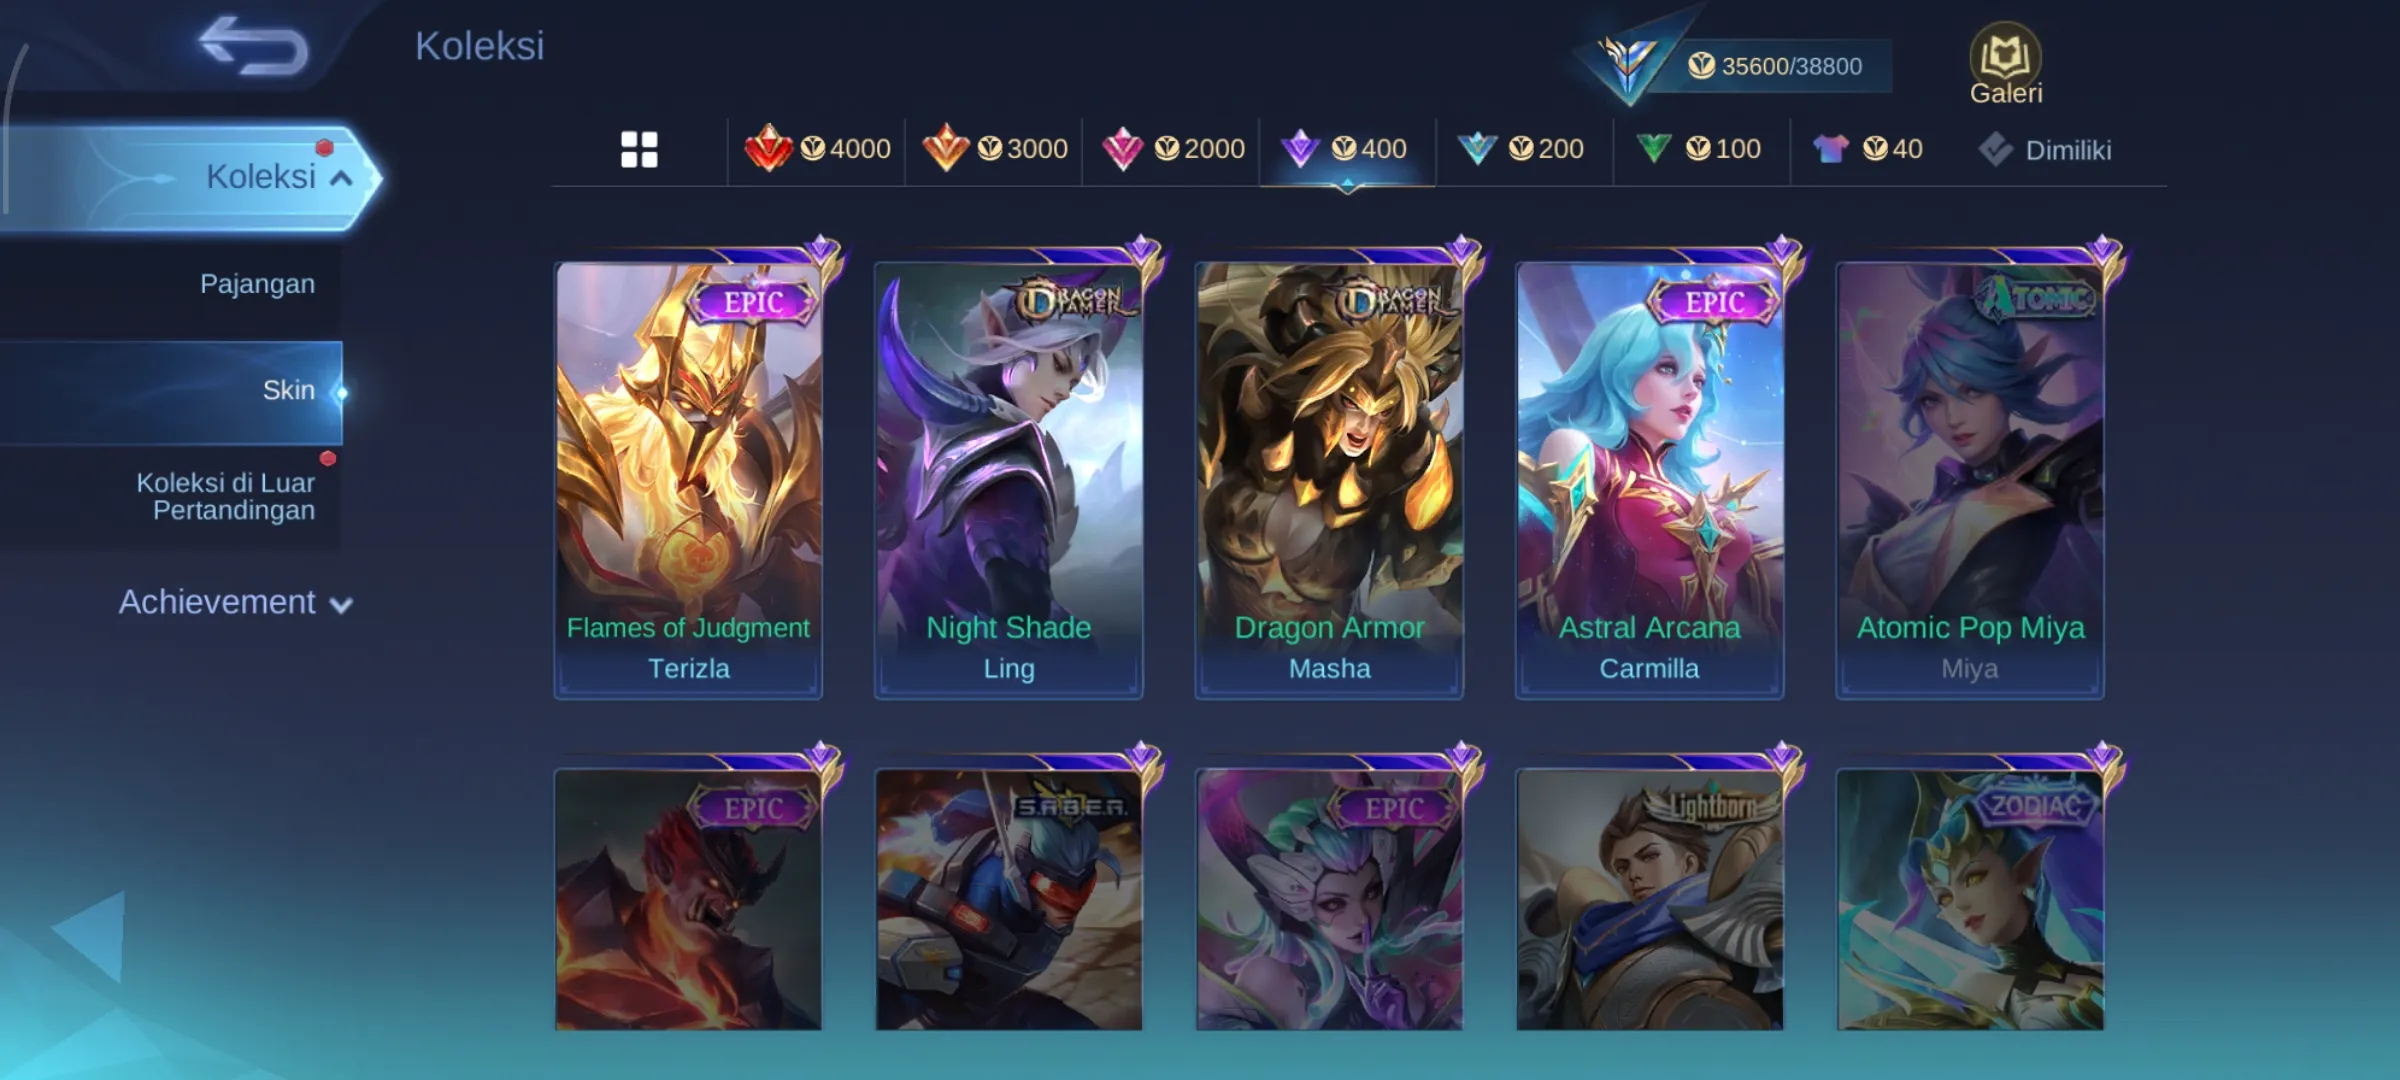 Koleksi
35600/38800
Galeri
4000
3000
2000
400
200
100
40
Dimiliki
Koleksi
Pajangan
Skin
Koleksi di Luar
Pertandingan
Achievement
EPIC
Flames of Judgment
Terizla
DRAGON
TAMER
Night Shade
Ling
DRAGON
TAMER
Dragon Armor
Masha
EPIC
Astral Arcana
Carmilla
ATOMIC
Atomic Pop Miya
Miya
EPIC
S.A.B.E.R.
EPIC
Lightborn
ZODIAC